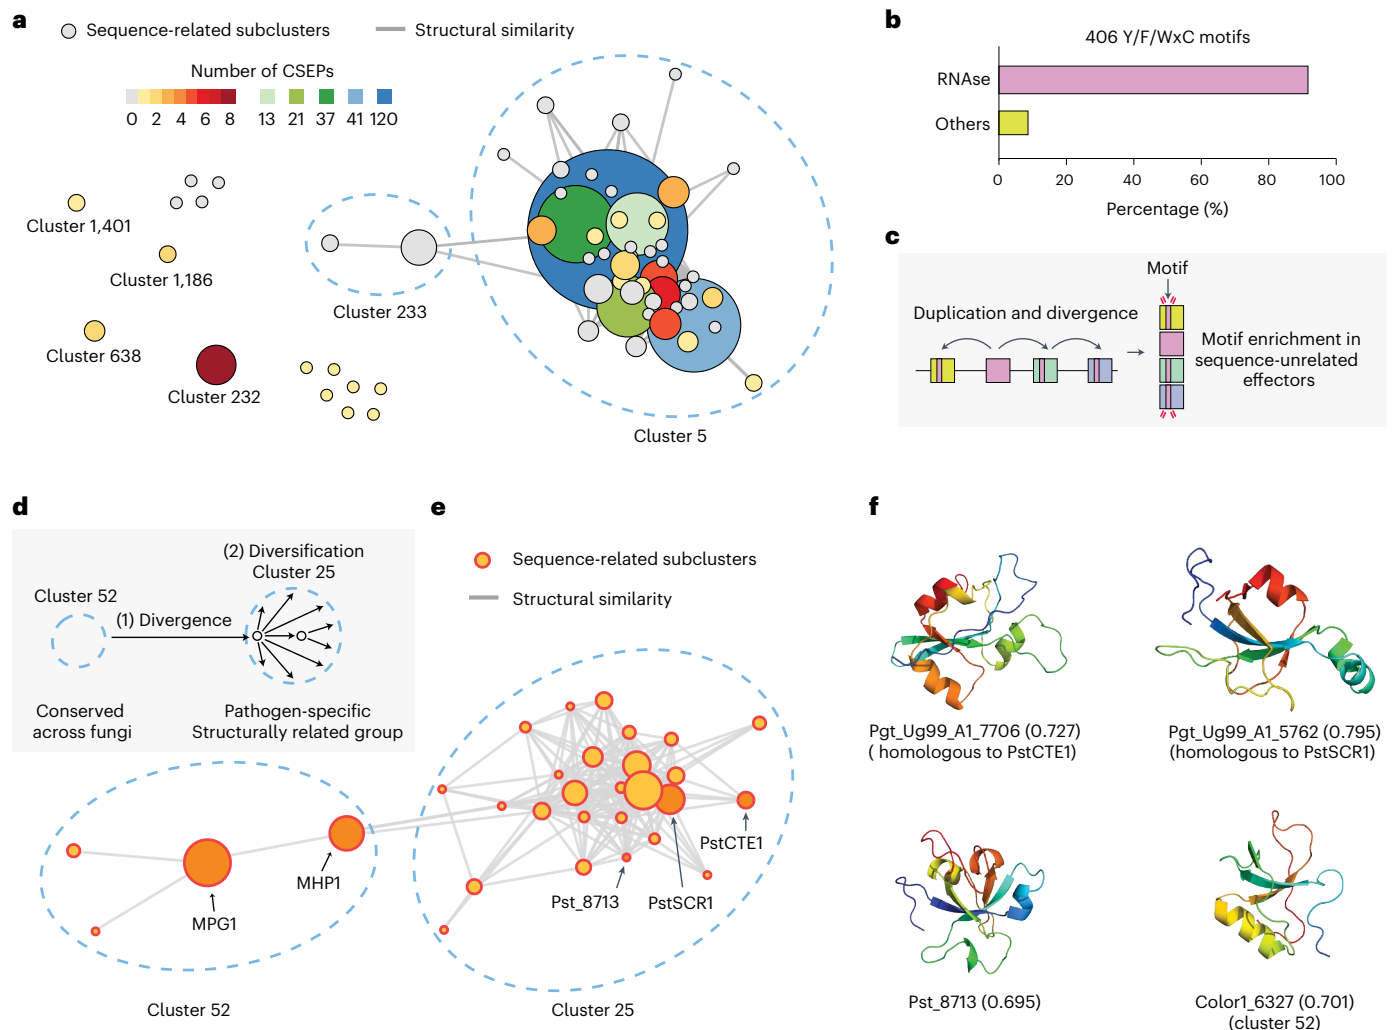 a
Sequence-related subclusters
Structural similarity
Number of CSEPs
0 2 4 6 8 13 21 37 41 120
Cluster 1,401
Cluster 1,186
Cluster 638
Cluster 232
Cluster 233
Cluster 5
b
406 Y/F/WxC motifs
RNAse
Others
0 20 40 60 80 100
Percentage (%)
c
Motif
Duplication and divergence
Motif enrichment in
sequence-unrelated
effectors
d
(2) Diversification
Cluster 25
Cluster 52
(1) Divergence
Conserved
across fungi
Pathogen-specific
Structurally related group
e
Sequence-related subclusters
Structural similarity
PstCTE1
MHP1
Pst_8713
PstSCR1
MPG1
Cluster 52
Cluster 25
f
Pgt_Ug99_A1_7706 (0.727)
( homologous to PstCTE1)
Pgt_Ug99_A1_5762 (0.795)
(homologous to PstSCR1)
Pst_8713 (0.695)
Color1_6327 (0.701)
(cluster 52)